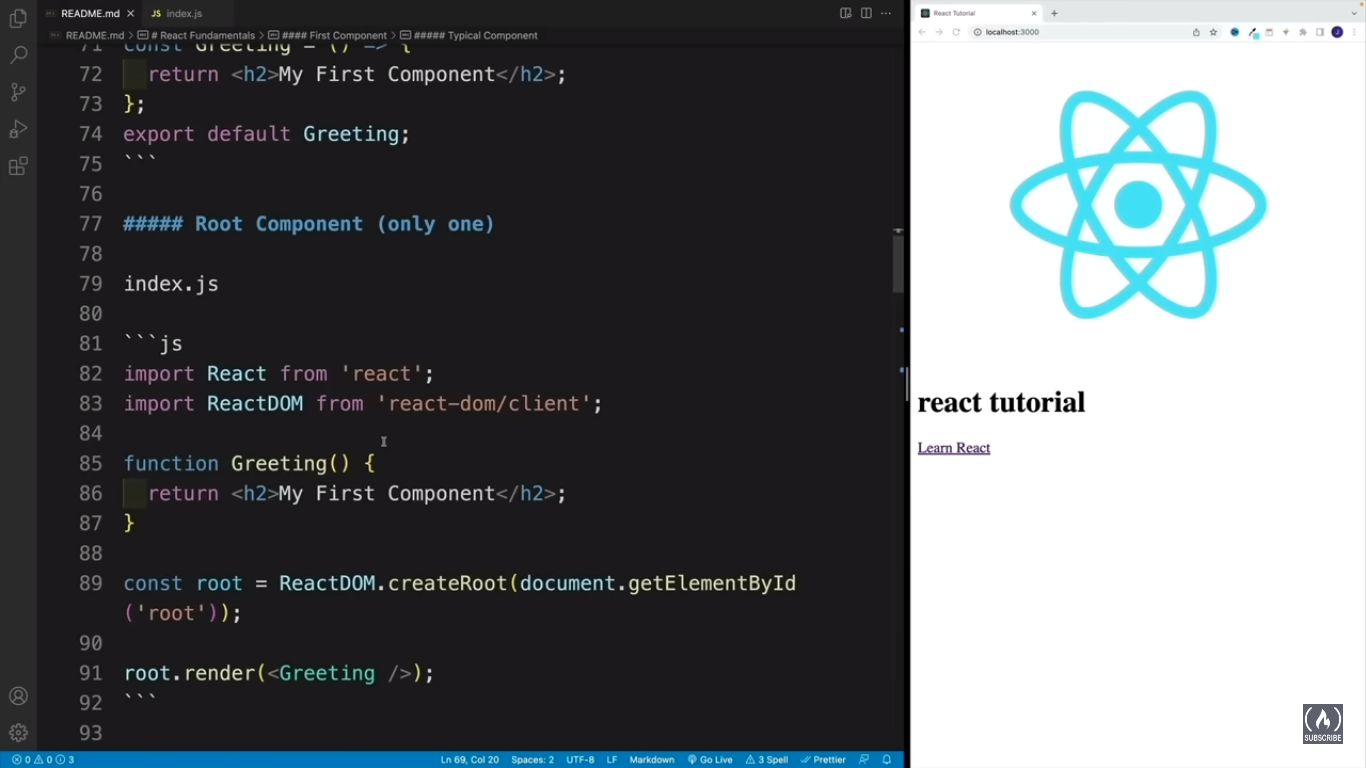 README.md
JS index.js
README.md > # React Fundamentals > #### First Component > ##### Typical Component
71 const Greeting = () => {
72 return <h2>My First Component</h2>;
73 };
74 export default Greeting;
75 ```
76
77 ##### Root Component (only one)
78
79 index.js
80
81 ```js
82 import React from 'react';
83 import ReactDOM from 'react-dom/client';
84
85 function Greeting() {
86 return <h2>My First Component</h2>;
87 }
88
89 const root = ReactDOM.createRoot(document.getElementById
('root'));
90
91 root.render(<Greeting />);
92 ```
93
0 0 3 Ln 69, Col 20 Spaces: 2 UTF-8 LF Markdown Go Live 3 Spell Prettier
React Tutorial
localhost:3000
J
react tutorial
Learn React
SUBSCRIBE